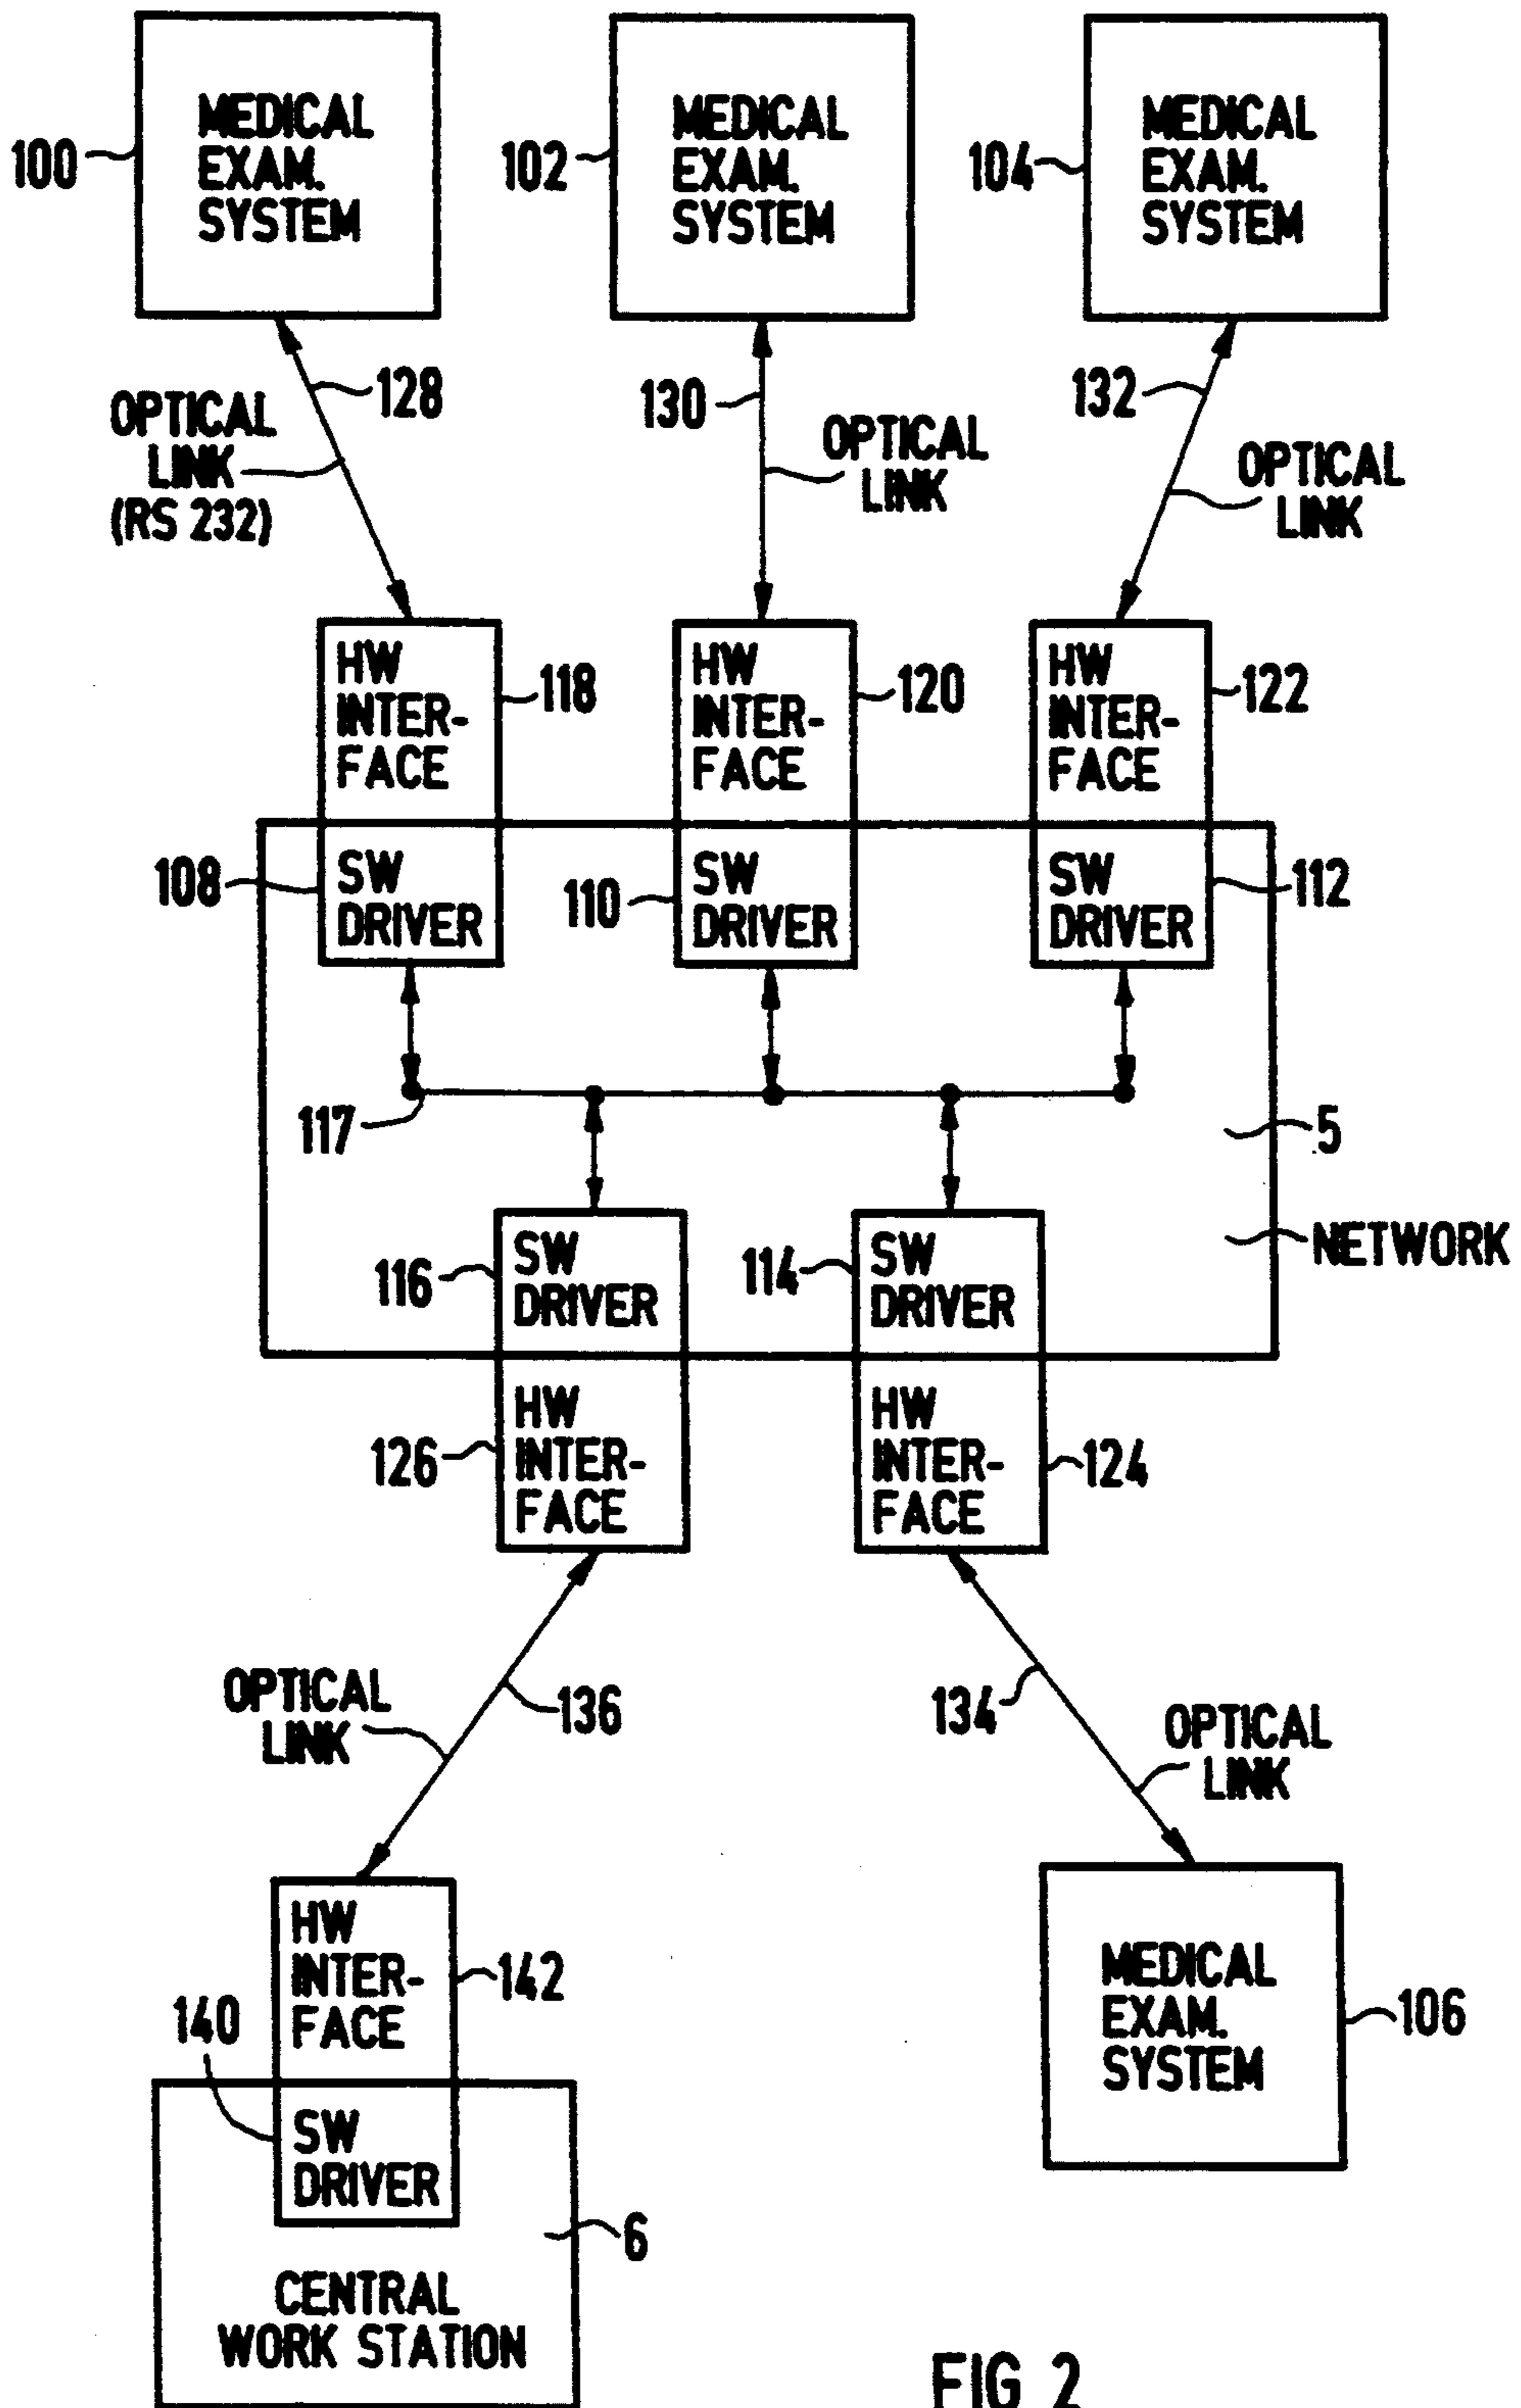 MEDICAL
EXAM.
SYSTEM
100
MEDICAL
EXAM.
SYSTEM
102
MEDICAL
EXAM.
SYSTEM
104
128
OPTICAL
LINK
(RS 232)
130
OPTICAL
LINK
132
OPTICAL
LINK
HW
INTER-
FACE
118
HW
INTER-
FACE
120
HW
INTER-
FACE
122
108
SW
DRIVER
110
SW
DRIVER
SW
DRIVER
112
117
5
NETWORK
116
SW
DRIVER
114
SW
DRIVER
126
HW
INTER-
FACE
HW
INTER-
FACE
124
OPTICAL
LINK
136
134
OPTICAL
LINK
HW
INTER-
FACE
142
140
SW
DRIVER
6
CENTRAL
WORK STATION
MEDICAL
EXAM.
SYSTEM
106
FIG 2